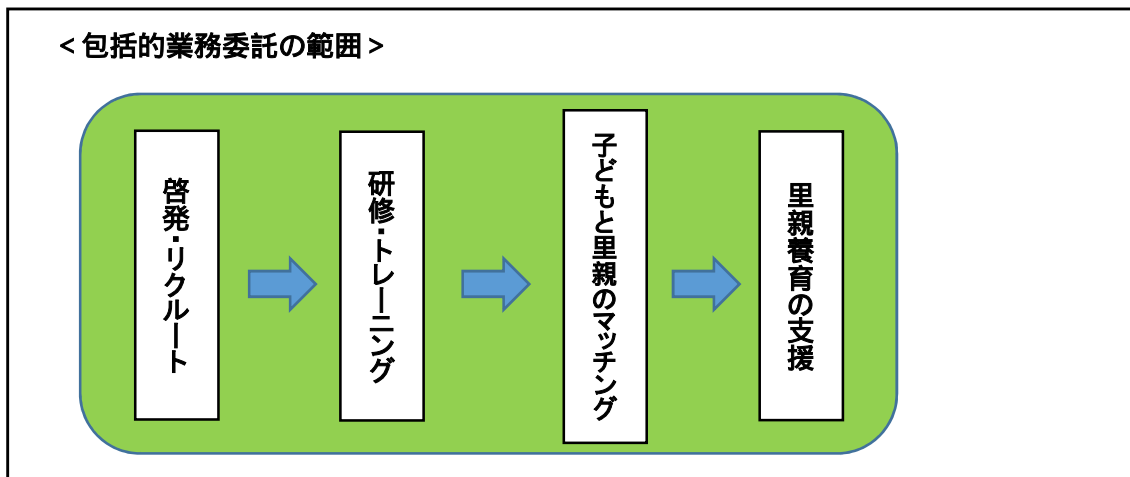 <包括的業務委託の範囲>
啓発・リクルート
研修・トレーニング
子どもと里親のマッチング
里親養育の支援